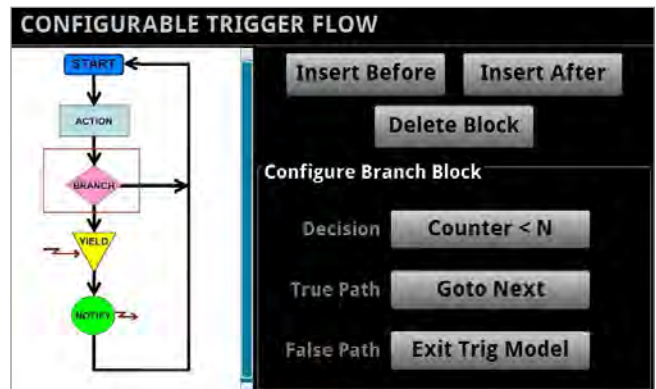 CONFIGURABLE TRIGGER FLOW
START
ACTION
BRANCH
YIELD
NOTIFY
Insert Before
Insert After
Delete Block
Configure Branch Block
Decision
Counter < N
True Path
Goto Next
False Path
Exit Trig Model